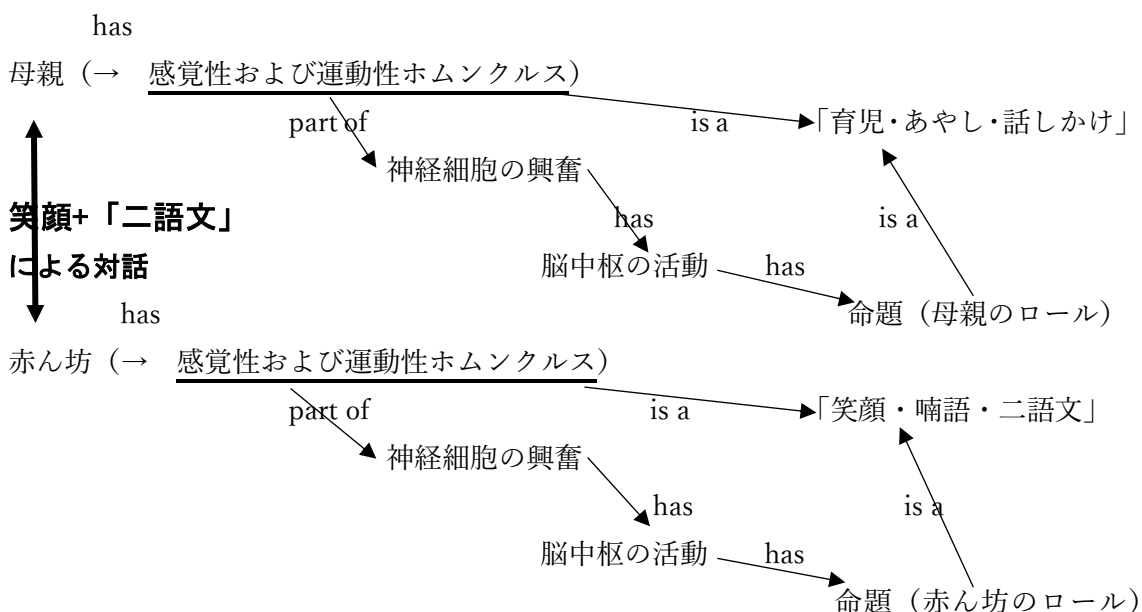 has
母親（→ 感覚性および運動性ホムンクルス）
part of
is a
「育児・あやし・話しかけ」
神経細胞の興奮
笑顔+「二語文」
has
is a
による対話
脳中枢の活動
has
has
命題（母親のロール）
赤ん坊（→ 感覚性および運動性ホムンクルス）
part of
is a
「笑顔・喃語・二語文」
神経細胞の興奮
has
is a
脳中枢の活動
has
命題（赤ん坊のロール）